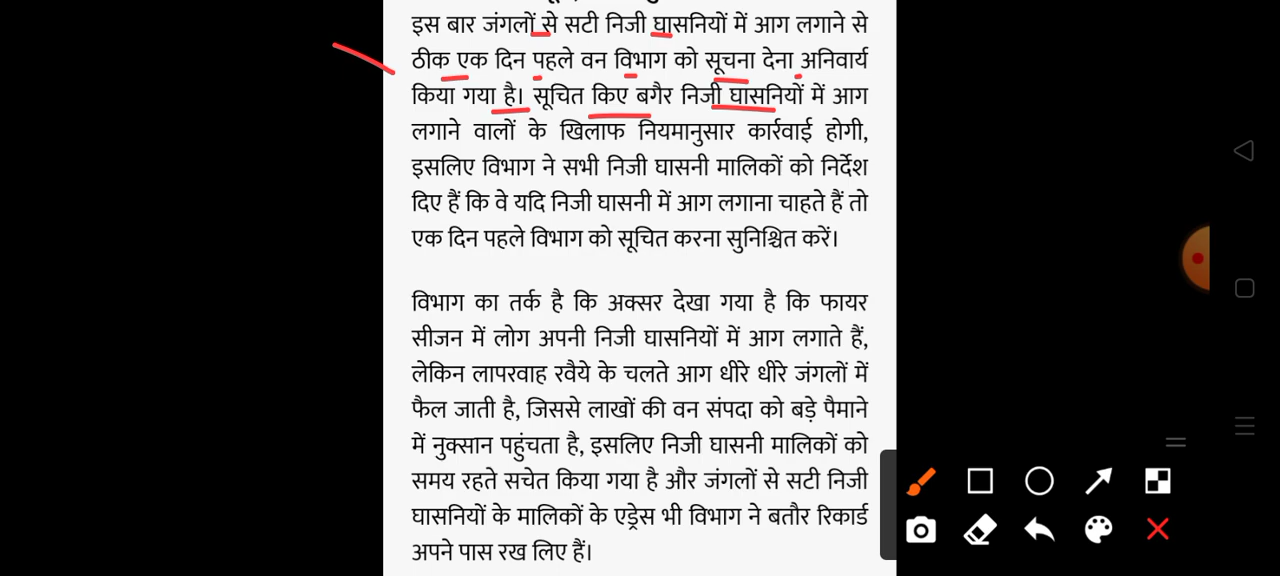 इस बार जंगलों से सटी निजी घासनियों में आग लगाने से
ठीक एक दिन पहले वन विभाग को सूचना देना अनिवार्य
किया गया है। सूचित किए बगैर निजी घासनियों में आग
लगाने वालों के खिलाफ नियमानुसार कार्रवाई होगी,
इसलिए विभाग ने सभी निजी घासनी मालिकों को निर्देश
दिए हैं कि वे यदि निजी घासनी में आग लगाना चाहते हैं तो
एक दिन पहले विभाग को सूचित करना सुनिश्चित करें।
विभाग का तर्क है कि अक्सर देखा गया है कि फायर
सीजन में लोग अपनी निजी घासनियों में आग लगाते हैं,
लेकिन लापरवाह रवैये के चलते आग धीरे धीरे जंगलों में
फैल जाती है, जिससे लाखों की वन संपदा को बड़े पैमाने
में नुक्सान पहुंचता है, इसलिए निजी घासनी मालिकों को
समय रहते सचेत किया गया है और जंगलों से सटी निजी
घासनियों के मालिकों के एड्रेस भी विभाग ने बतौर रिकार्ड
अपने पास रख लिए हैं।